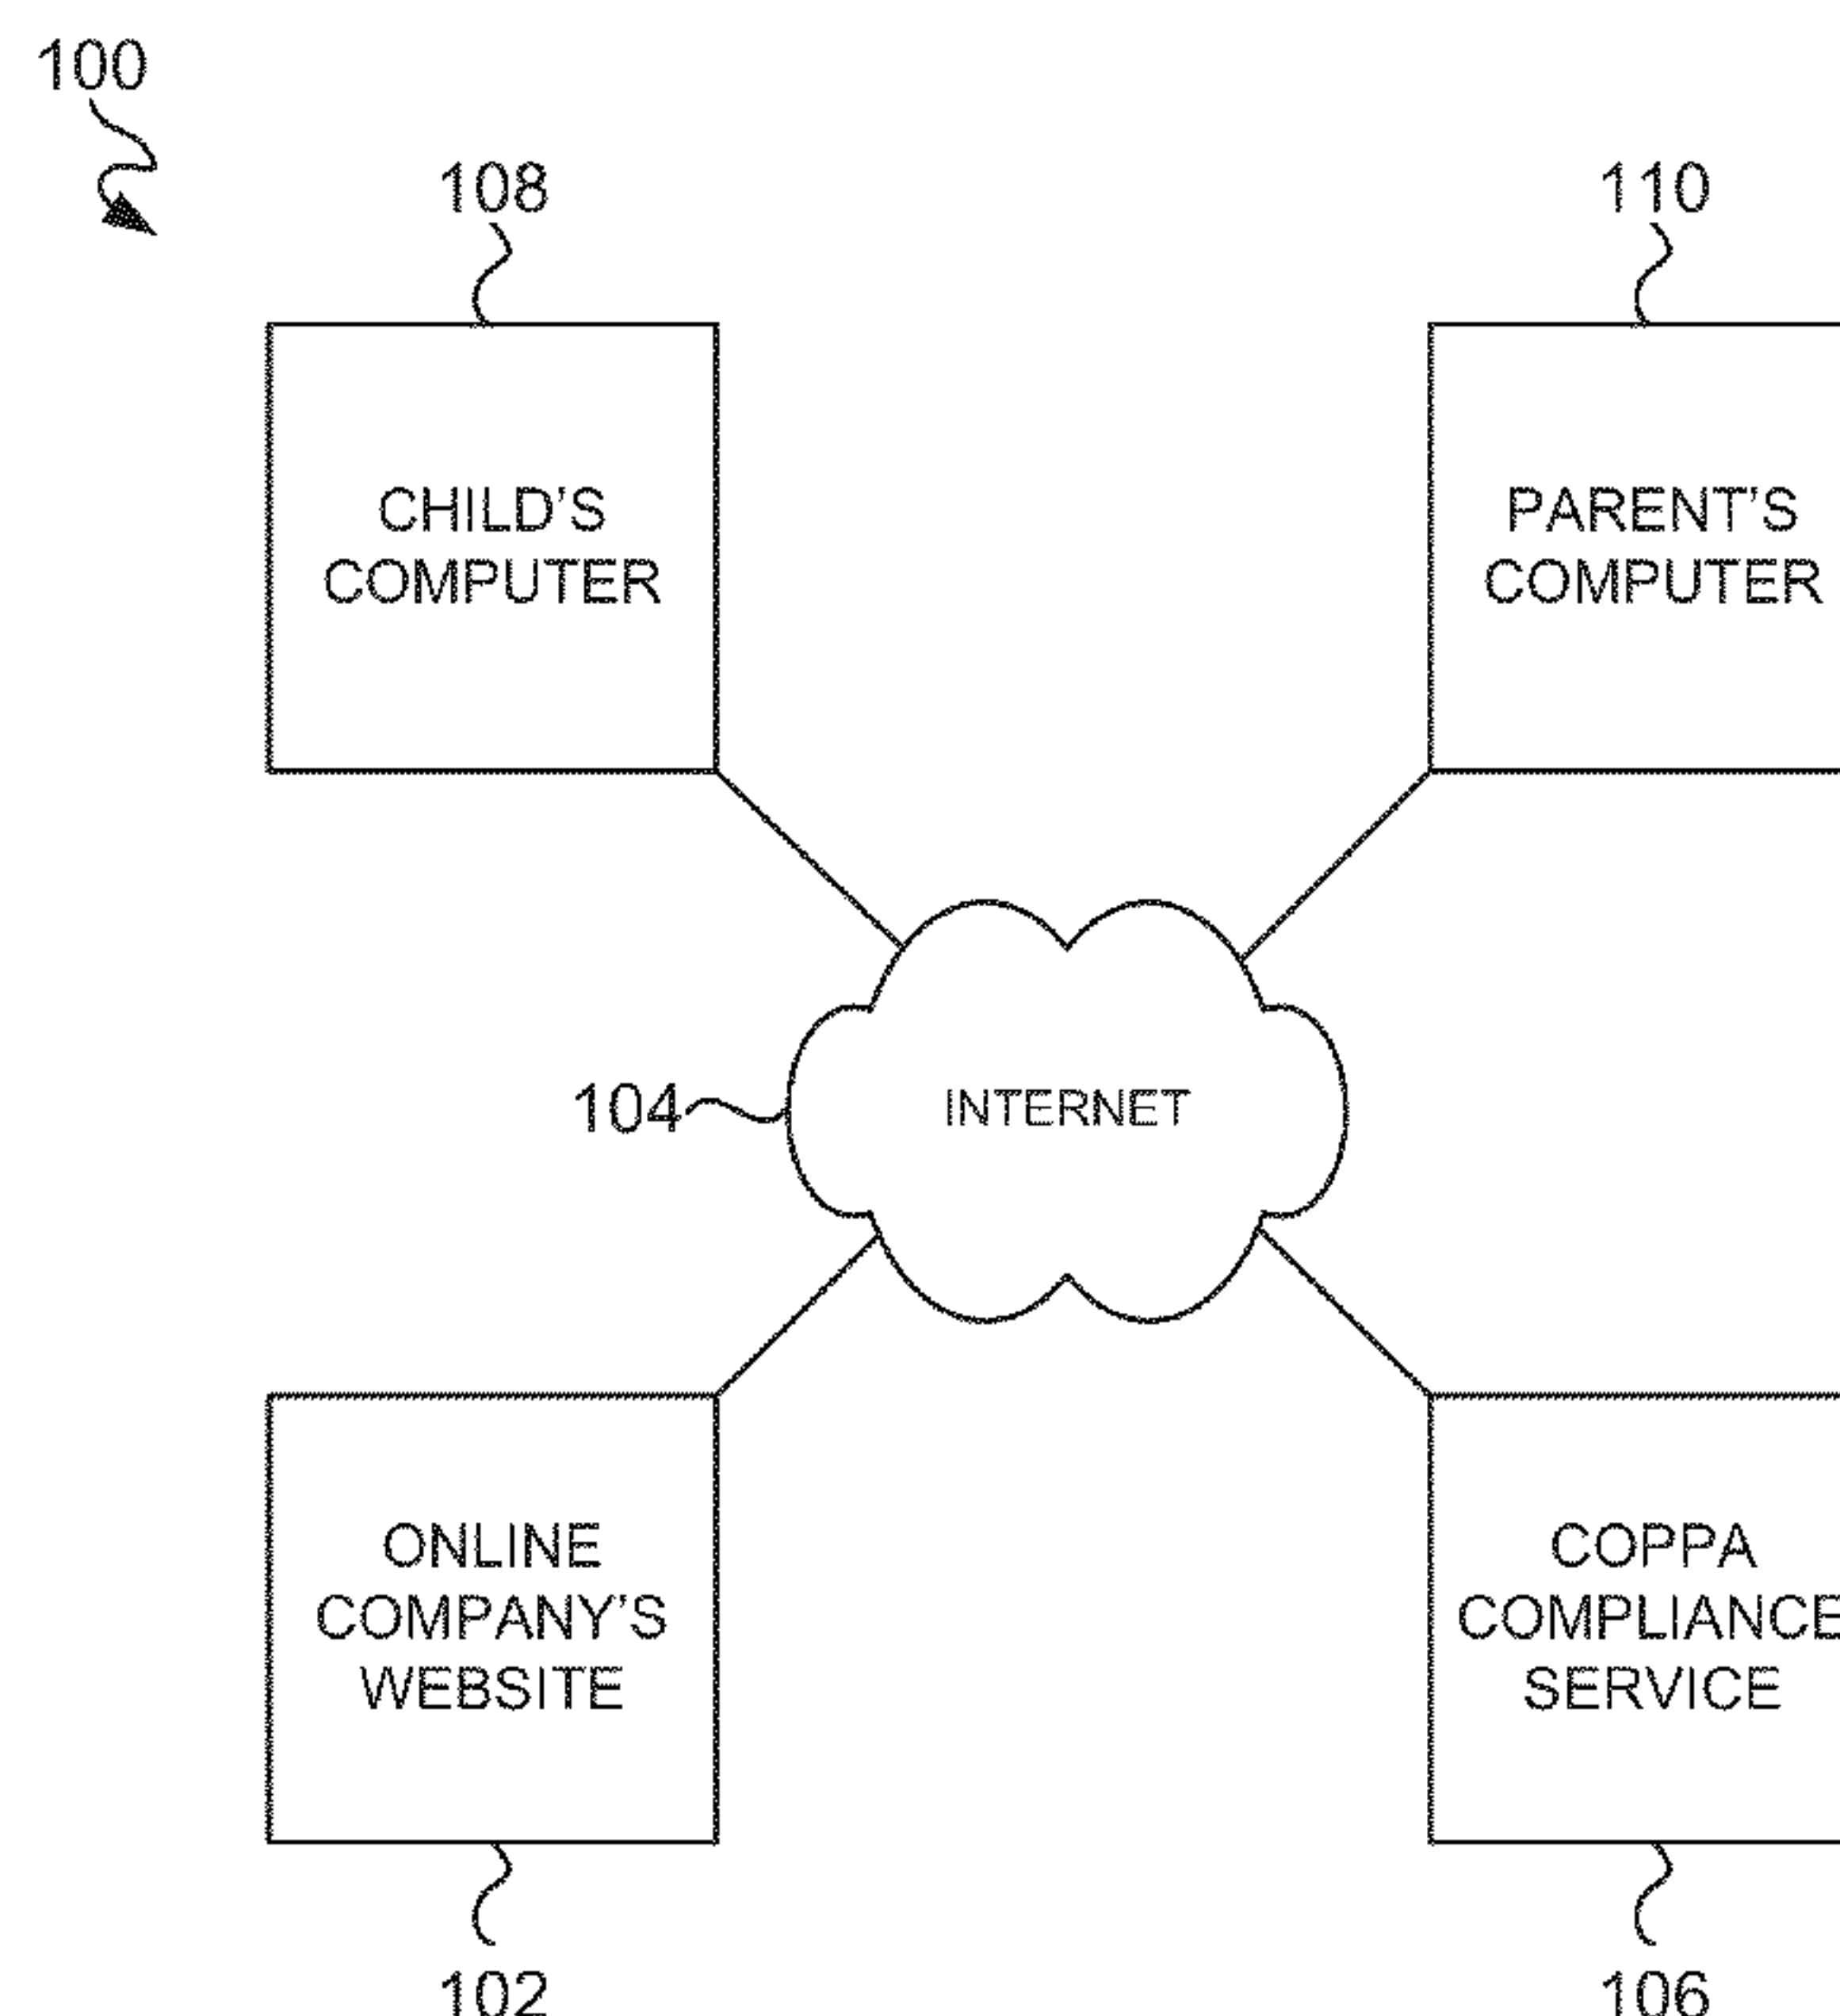 100
108
110
CHILD'S
COMPUTER
PARENT'S
COMPUTER
104
INTERNET
ONLINE
COMPANY'S
WEBSITE
COPPA
COMPLIANCE
SERVICE
102
106